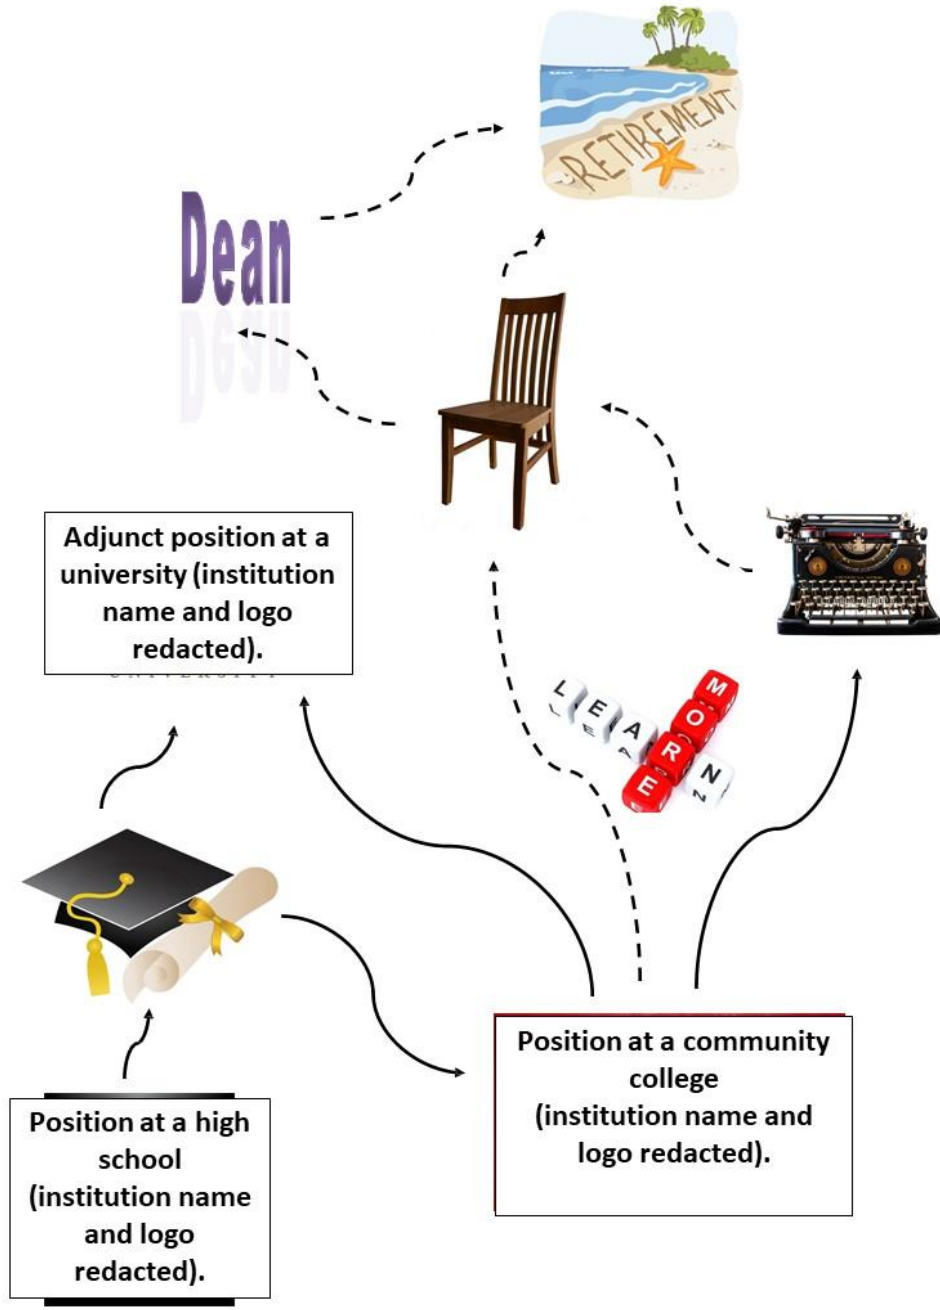 RETIREMENT
Dean
Adjunct position at a
university (institution
name and logo
redacted).
LEARN
MORE
Position at a community
college
(institution name and
logo redacted).
Position at a high
school
(institution name
and logo
redacted).